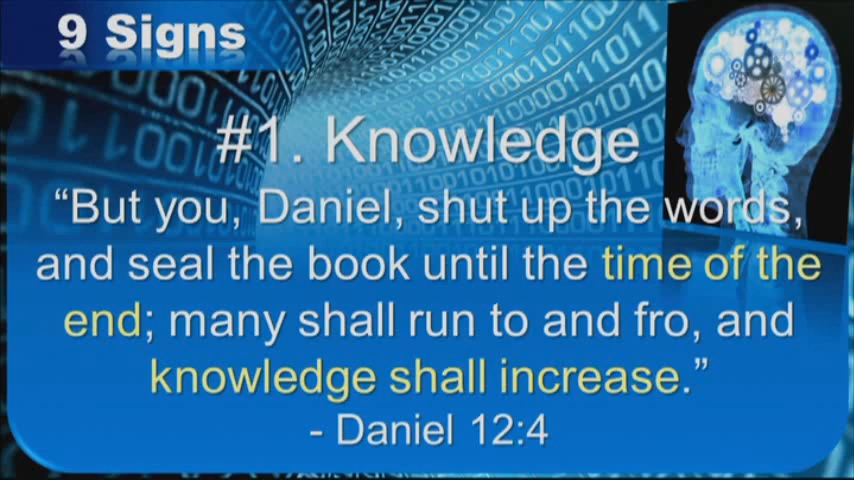 9 Signs
#1. Knowledge
“But you, Daniel, shut up the words,
and seal the book until the time of the
end; many shall run to and fro, and
knowledge shall increase.”
- Daniel 12:4